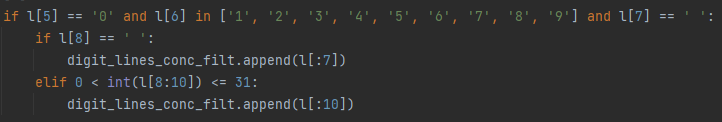 if l[5] == '0' and l[6] in ['1', '2', '3', '4', '5', '6', '7', '8', '9'] and l[7] == ' ':
    if l[8] == ' ':
        digit_lines_conc_filt.append(l[:7])
    elif 0 < int(l[8:10]) <= 31:
        digit_lines_conc_filt.append(l[:10])